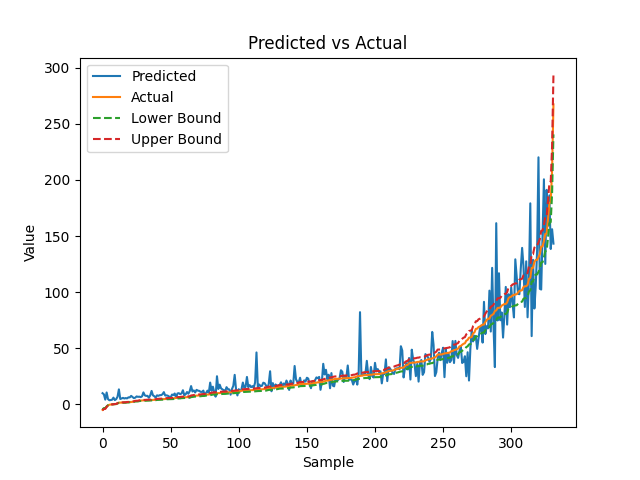 Predicted vs Actual
Predicted
Actual
Lower Bound
Upper Bound
Value
300
250
200
150
100
50
0
0 50 100 150 200 250 300
Sample